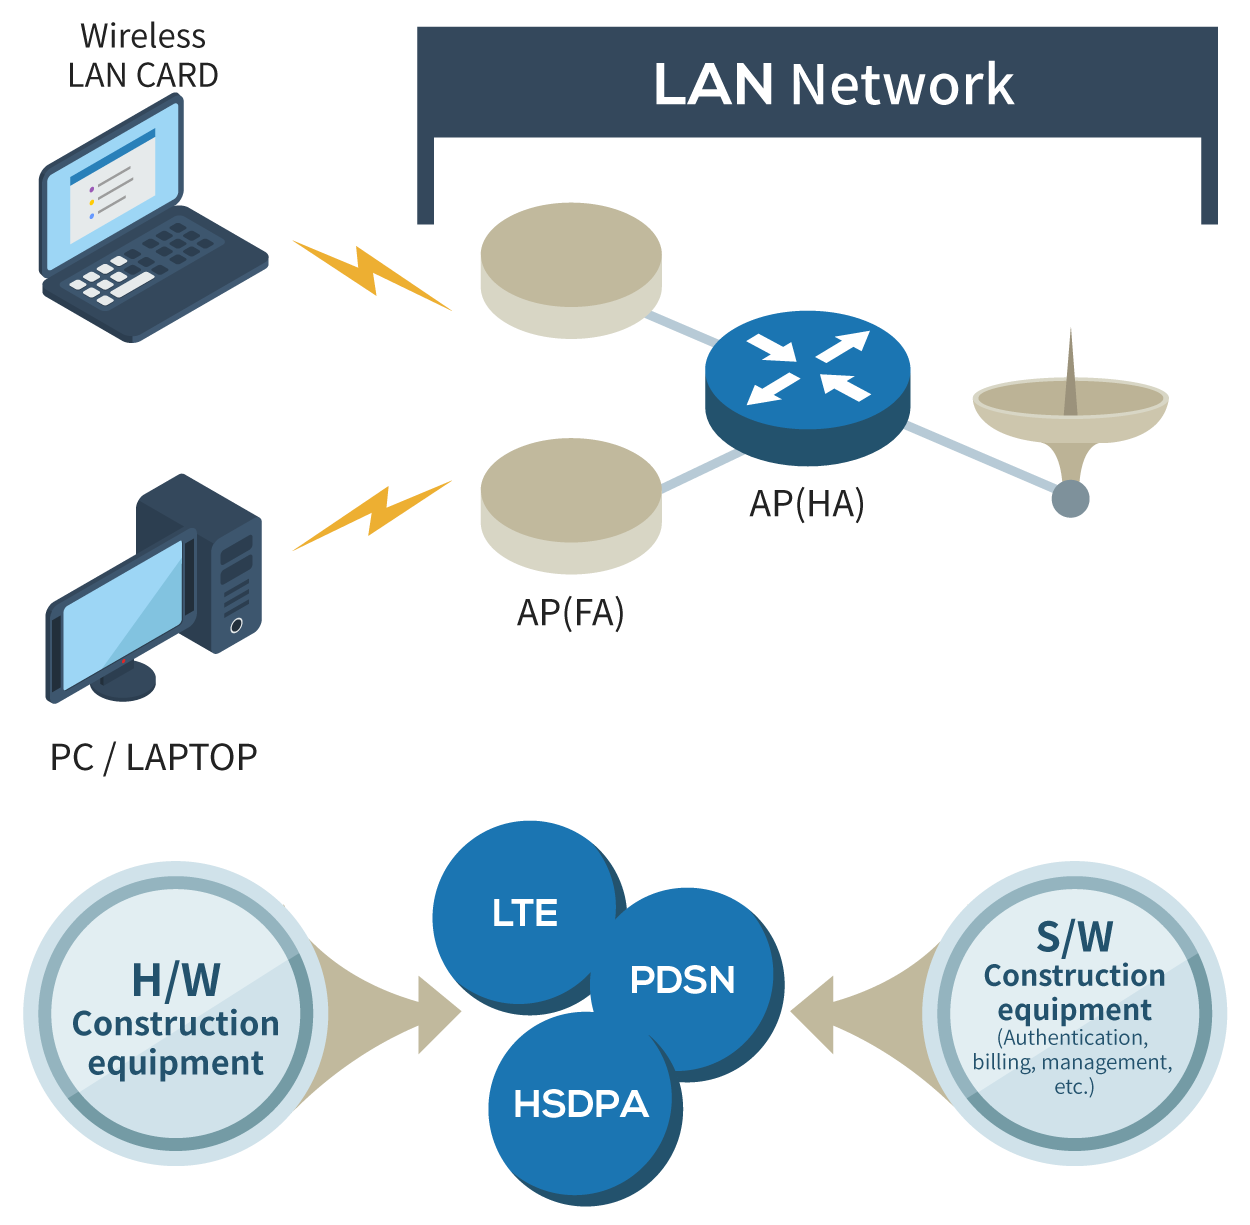 Wireless
LAN CARD
LAN Network
AP(HA)
AP(FA)
PC / LAPTOP
LTE
PDSN
HSDPA
H/W
Construction
equipment
S/W
Construction
equipment
(Authentication,
billing, management,
etc.)